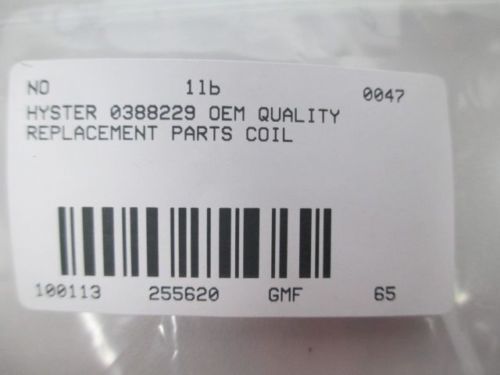 NO 1lb 0047
HYSTER 0388229 OEM QUALITY
REPLACEMENT PARTS COIL
100113 255620 GMF 65